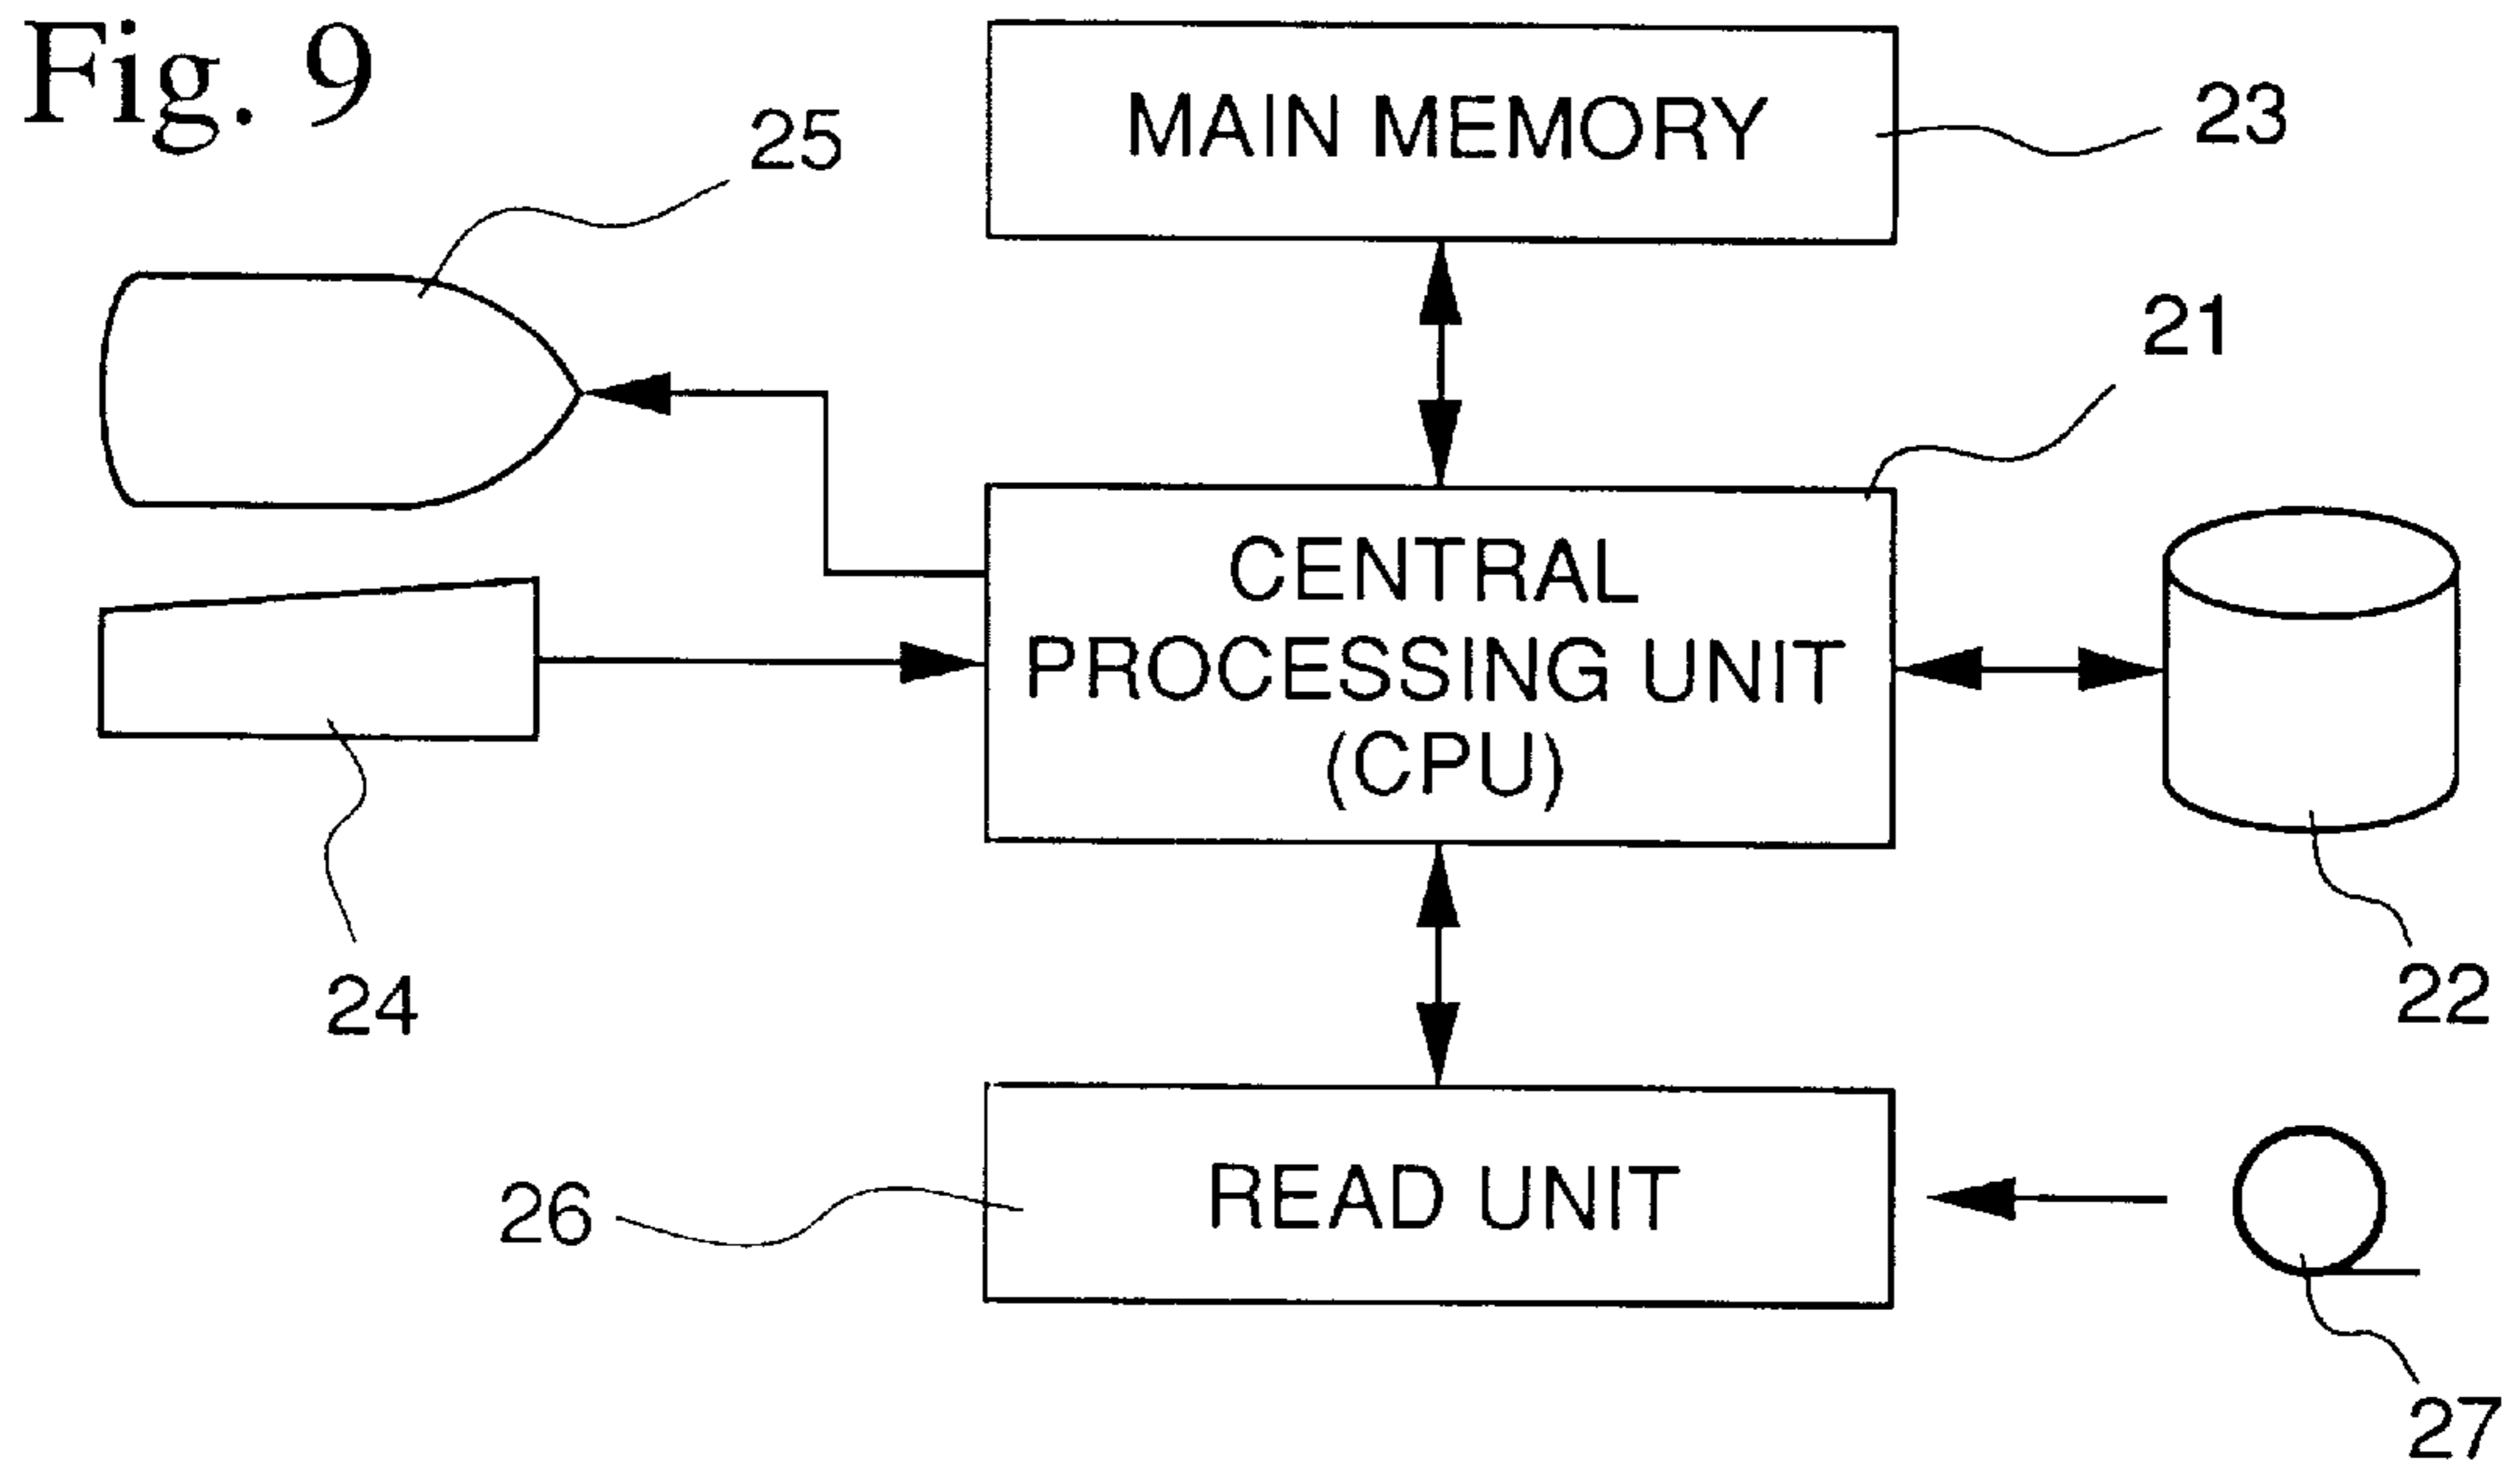 Fig. 9
MAIN MEMORY
23
25
21
CENTRAL
PROCESSING UNIT
(CPU)
24
22
READ UNIT
26
27